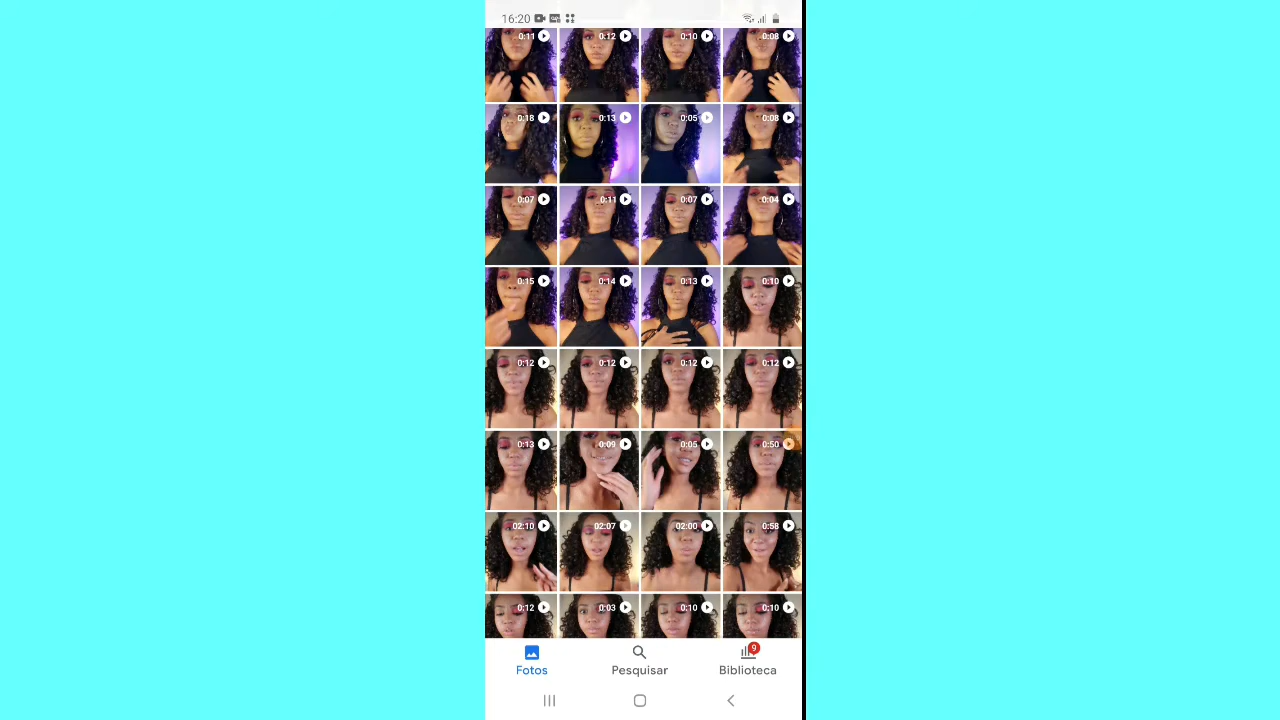 16:20
0:11 0:12 0:10 0:08
0:18 0:13 0:05 0:08
0:07 0:11 0:07 0:04
0:15 0:14 0:13 0:10
0:12 0:12 0:12 0:12
0:13 0:09 0:05 0:50
02:10 02:07 02:00 0:58
0:12 0:03 0:10 0:10
9
Fotos Pesquisar Biblioteca